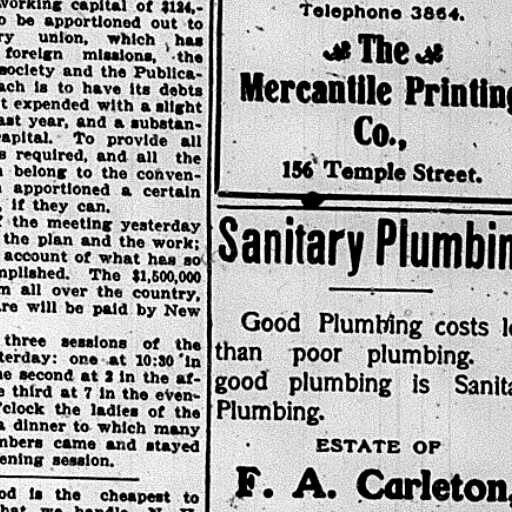 working capital of $124,-
o be apportioned out to
ry union, which has
foreign missions, the
society and the Publica-
ach is to have its debts
t expended with a slight
ast year, and a substan-
apital. To provide all
s required, and all the
belong to the conven-
apportioned a certain
, if they can.
the meeting yesterday
the plan and the work;
account of what has so
mplished. The $1,500,000
m all over the country,
re will be paid by New
three sessions of the
terday: one at 10:30 in
e second at 2 in the af-
e third at 7 in the even-
'clock the ladies of the
a dinner to which many
mbers came and stayed
ening session.
od is the cheapest to
hat we handle
Telephone 3864.
The
Mercantile Printing
Co.,
156 Temple Street.
Sanitary Plumbin
Good Plumbing costs le
than poor plumbing.
good plumbing is Sanita
Plumbing.
ESTATE OF
F. A. Carleton,